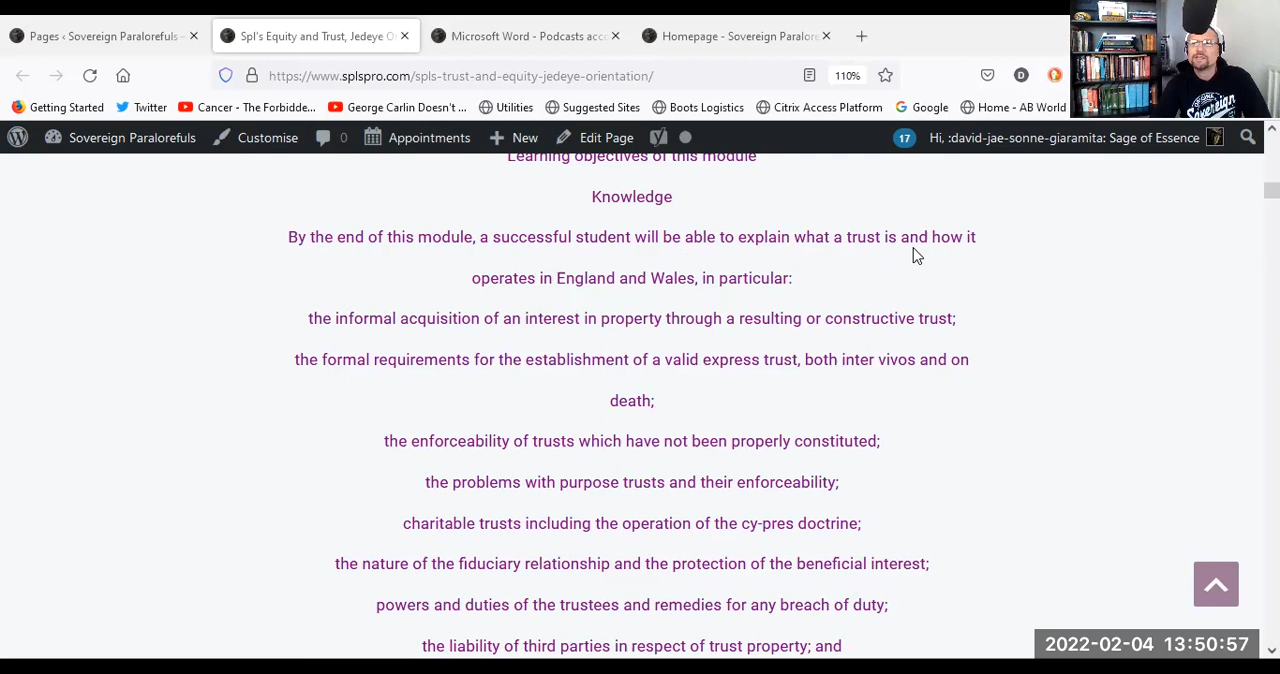 Pages ‹ Sovereign Paralorefuls –
Spl's Equity and Trust, Jedeye O
Microsoft Word - Podcasts acc
Homepage - Sovereign Paralore
https://www.splspro.com/spls-trust-and-equity-jedeye-orientation/
110%
Getting Started
Twitter
Cancer - The Forbidde...
George Carlin Doesn't ...
Utilities
Suggested Sites
Boots Logistics
Citrix Access Platform
Google
Home - AB World
Sovereign Paralorefuls
Customise
0
Appointments
New
Edit Page
17
Hi, :david-jae-sonne-giaramita: Sage of Essence
Sovereign
Learning objectives of this module
Knowledge
By the end of this module, a successful student will be able to explain what a trust is and how it
operates in England and Wales, in particular:
the informal acquisition of an interest in property through a resulting or constructive trust;
the formal requirements for the establishment of a valid express trust, both inter vivos and on
death;
the enforceability of trusts which have not been properly constituted;
the problems with purpose trusts and their enforceability;
charitable trusts including the operation of the cy-pres doctrine;
the nature of the fiduciary relationship and the protection of the beneficial interest;
powers and duties of the trustees and remedies for any breach of duty;
the liability of third parties in respect of trust property; and
2022-02-04 13:50:57